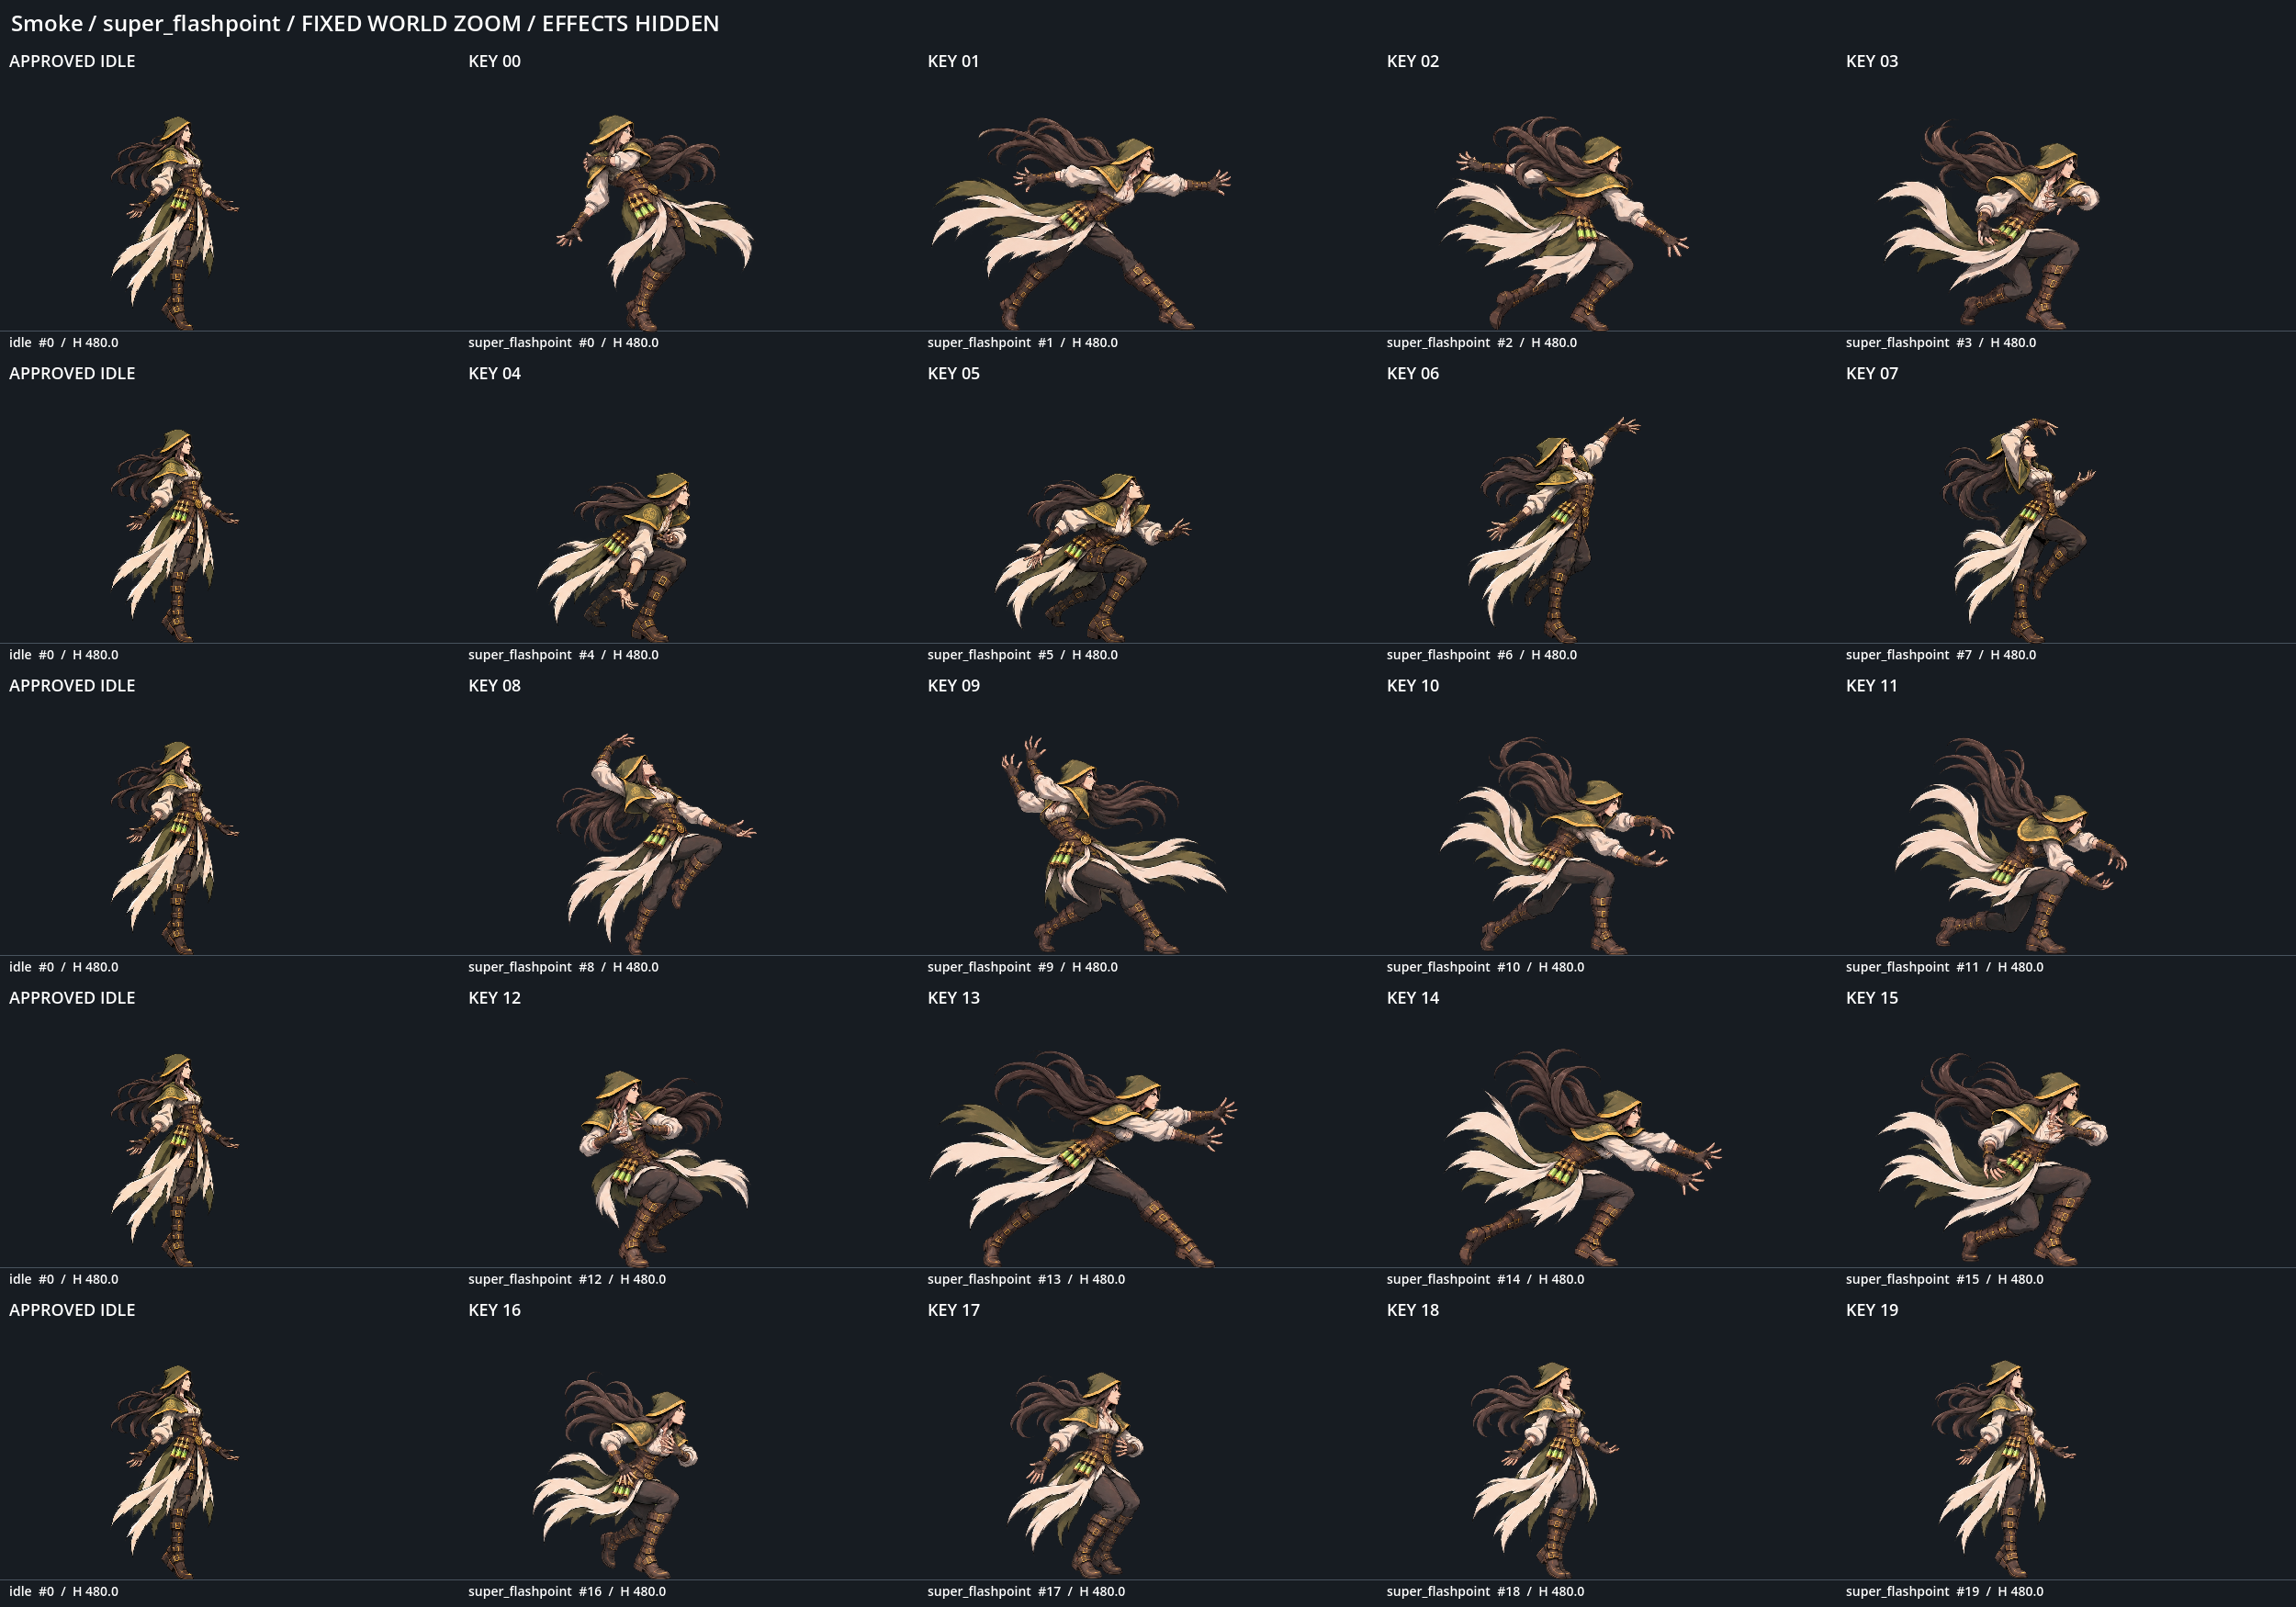 Smoke / super_flashpoint / FIXED WORLD ZOOM / EFFECTS HIDDEN
APPROVED IDLE KEY 00 KEY 01 KEY 02 KEY 03
idle #0 / H 480.0 super_flashpoint #0 / H 480.0 super_flashpoint #1 / H 480.0 super_flashpoint #2 / H 480.0 super_flashpoint #3 / H 480.0
APPROVED IDLE KEY 04 KEY 05 KEY 06 KEY 07
idle #0 / H 480.0 super_flashpoint #4 / H 480.0 super_flashpoint #5 / H 480.0 super_flashpoint #6 / H 480.0 super_flashpoint #7 / H 480.0
APPROVED IDLE KEY 08 KEY 09 KEY 10 KEY 11
idle #0 / H 480.0 super_flashpoint #8 / H 480.0 super_flashpoint #9 / H 480.0 super_flashpoint #10 / H 480.0 super_flashpoint #11 / H 480.0
APPROVED IDLE KEY 12 KEY 13 KEY 14 KEY 15
idle #0 / H 480.0 super_flashpoint #12 / H 480.0 super_flashpoint #13 / H 480.0 super_flashpoint #14 / H 480.0 super_flashpoint #15 / H 480.0
APPROVED IDLE KEY 16 KEY 17 KEY 18 KEY 19
idle #0 / H 480.0 super_flashpoint #16 / H 480.0 super_flashpoint #17 / H 480.0 super_flashpoint #18 / H 480.0 super_flashpoint #19 / H 480.0